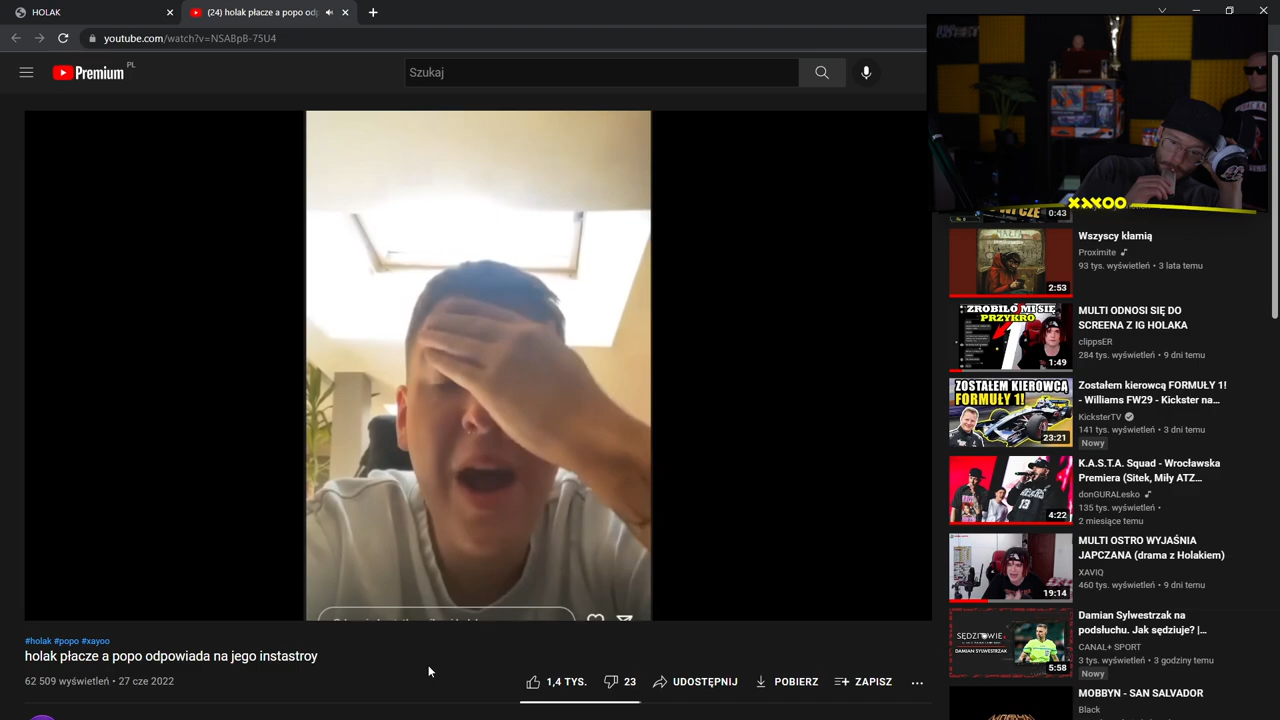 HOLAK
(24) holak płacze a popo odp
youtube.com/watch?v=NSABpB-75U4
Premium PL
Szukaj
XAYOO
#holak #popo #xayoo
holak płacze a popo odpowiada na jego instastroy
62 509 wyświetleń • 27 cze 2022
1,4 TYS.
23
UDOSTĘPNIJ
POBIERZ
ZAPISZ
0:43
Wszyscy kłamią
Proximite
93 tys. wyświetleń • 3 lata temu
2:53
ZROBIŁO MI SIĘ
PRZYKRO
1:49
MULTI ODNOSI SIĘ DO
SCREENA Z IG HOLAKA
clippsER
284 tys. wyświetleń • 9 dni temu
ZOSTAŁEM KIEROWCĄ
FORMUŁY 1!
23:21
Zostałem kierowcą FORMUŁY 1!
- Williams FW29 - Kickster na...
KicksterTV
141 tys. wyświetleń • 3 dni temu
Nowy
4:22
K.A.S.T.A. Squad - Wrocławska
Premiera (Sitek, Miły ATZ...
donGURALesko
135 tys. wyświetleń •
2 miesiące temu
19:14
MULTI OSTRO WYJAŚNIA
JAPCZANA (drama z Holakiem)
XAVIQ
460 tys. wyświetleń • 9 dni temu
SĘDZIOWIE
DAMIAN SYLWESTRZAK
5:58
Damian Sylwestrzak na
podsłuchu. Jak sędziuje? |...
CANAL+ SPORT
3 tys. wyświetleń • 3 godziny temu
Nowy
MOBBYN - SAN SALVADOR
Black
MOBBYN